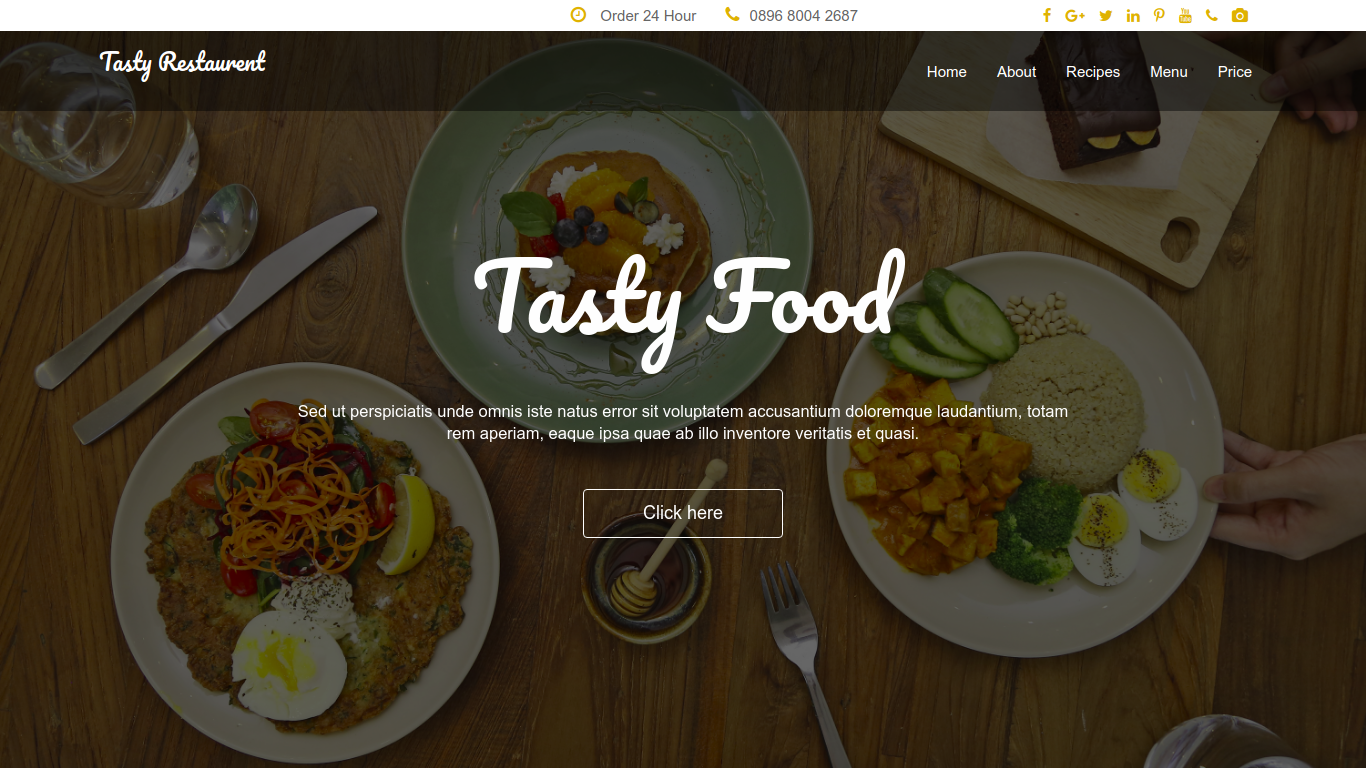 Order 24 Hour 0896 8004 2687
Tasty Restaurent
Home About Recipes Menu Price
Tasty Food
Sed ut perspiciatis unde omnis iste natus error sit voluptatem accusantium doloremque laudantium, totam
rem aperiam, eaque ipsa quae ab illo inventore veritatis et quasi.
Click here